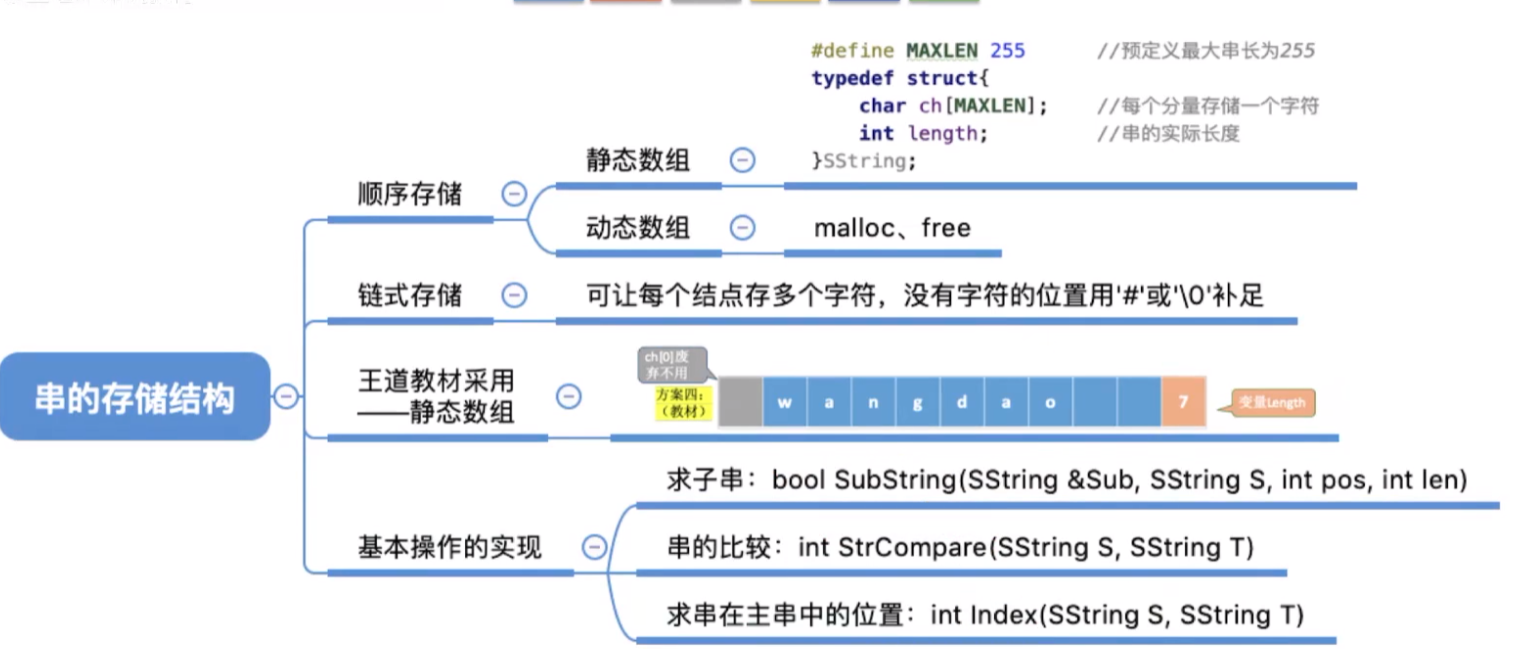 #define MAXLEN 255 //预定义最大串长为255
typedef struct{
char ch[MAXLEN]; //每个分量存储一个字符
int length; //串的实际长度
}SString;
静态数组
顺序存储
动态数组
malloc、free
链式存储
可让每个结点存多个字符，没有字符的位置用'#'或'\0'补足
串的存储结构
王道教材采用
——静态数组
ch[0]废
弃不用
方案四：
（教材）
w a n g d a o 7
变量Length
基本操作的实现
求子串：bool SubString(SString &Sub, SString S, int pos, int len)
串的比较：int StrCompare(SString S, SString T)
求串在主串中的位置：int Index(SString S, SString T)